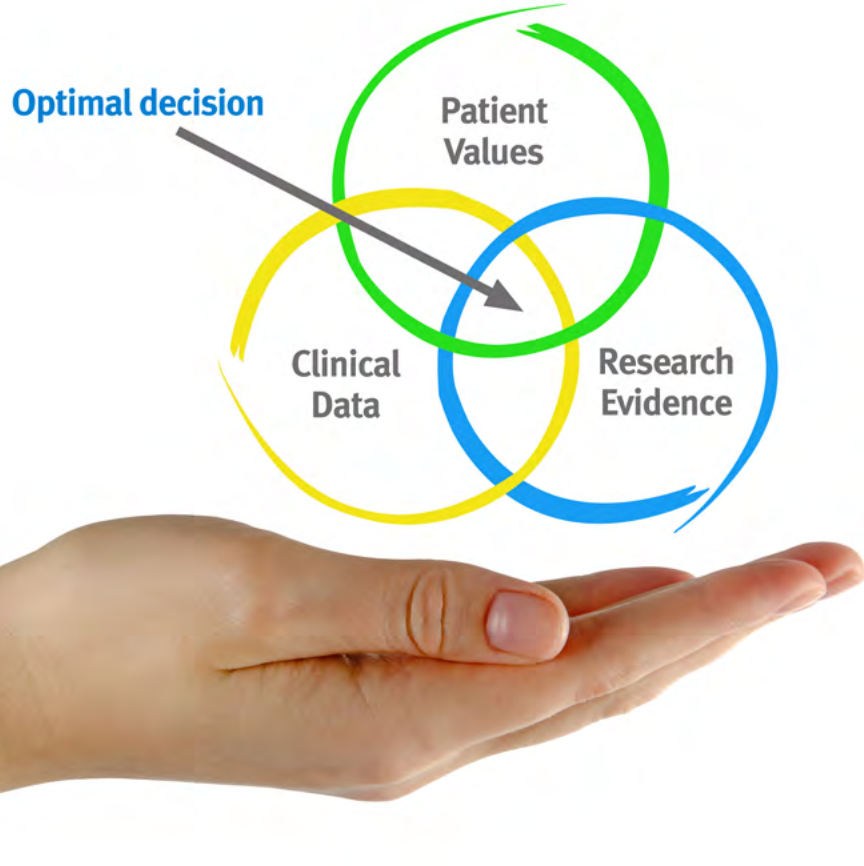 Optimal decision
Patient
Values
Clinical
Data
Research
Evidence